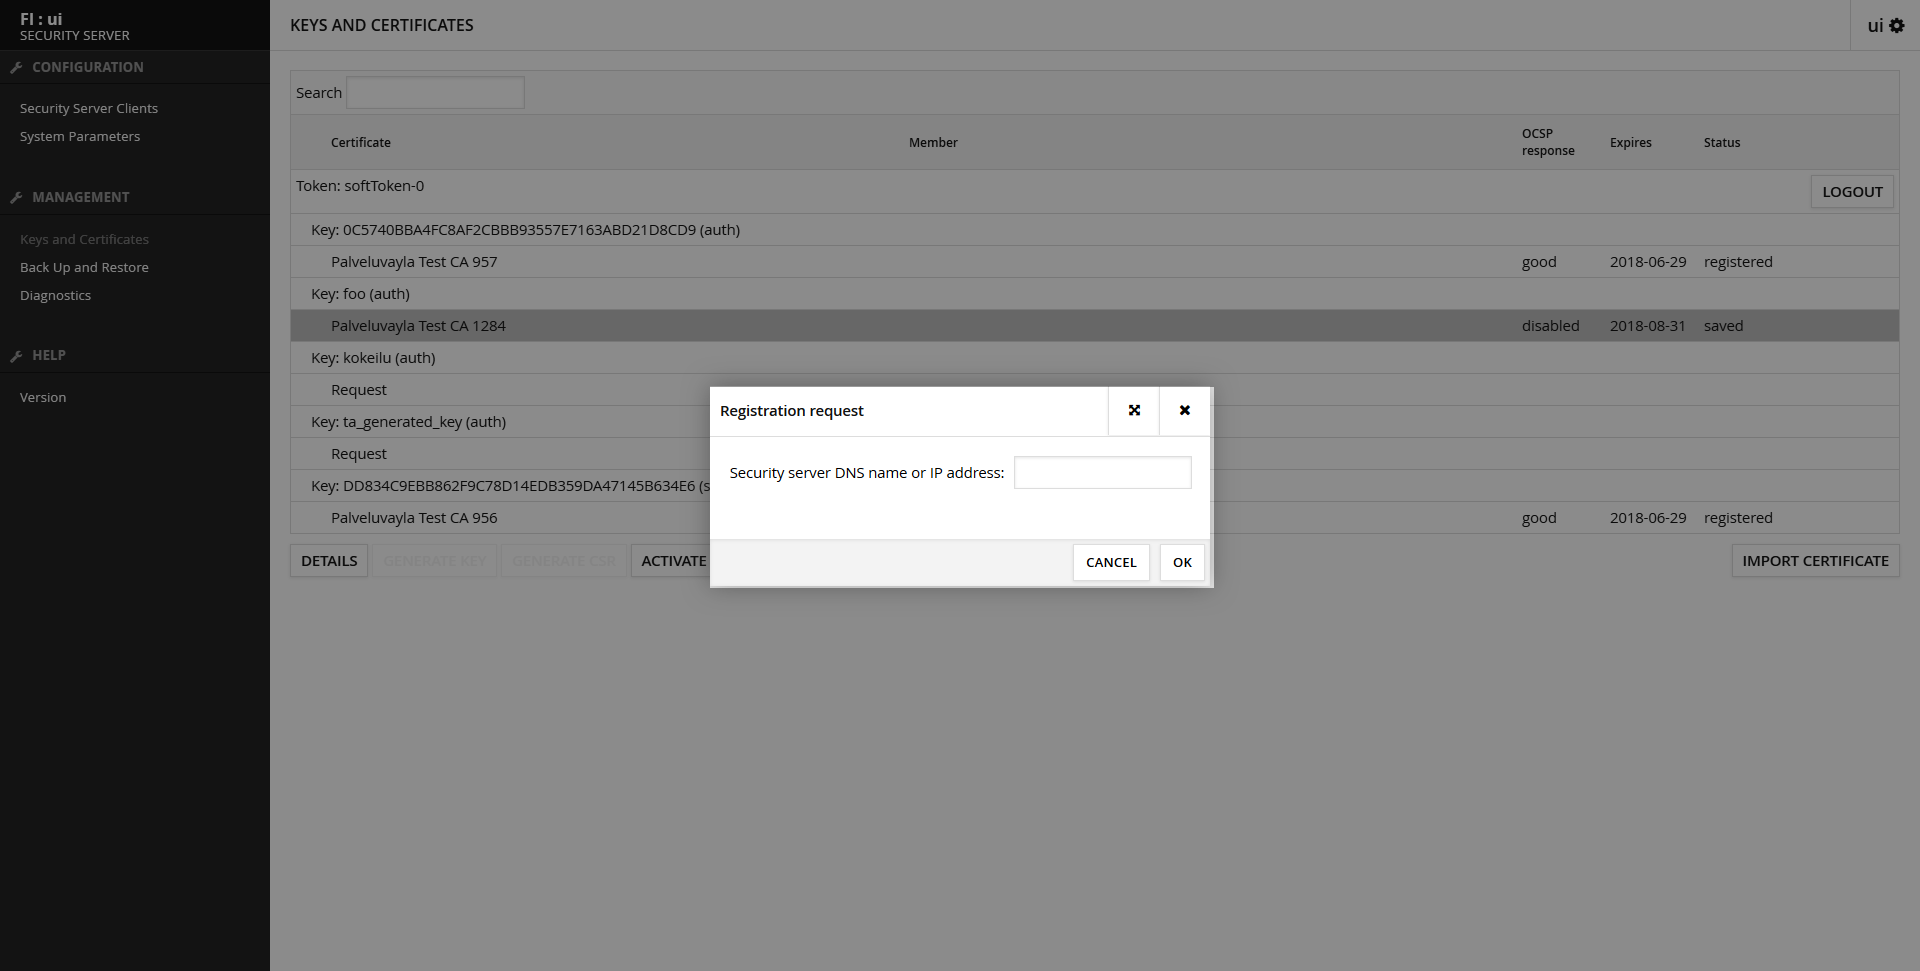 FI : ui
SECURITY SERVER
CONFIGURATION
Security Server Clients
System Parameters
MANAGEMENT
Keys and Certificates
Back Up and Restore
Diagnostics
HELP
Version
KEYS AND CERTIFICATES
ui
Search
Certificate Member OCSP response Expires Status
Token: softToken-0 LOGOUT
Key: 0C5740BBA4FC8AF2CBBB93557E7163ABD21D8CD9 (auth)
Palveluvayla Test CA 957 good 2018-06-29 registered
Key: foo (auth)
Palveluvayla Test CA 1284 disabled 2018-08-31 saved
Key: kokeilu (auth)
Request
Key: ta_generated_key (auth)
Request
Key: DD834C9EBB862F9C78D14EDB359DA47145B634E6 (s
Palveluvayla Test CA 956 good 2018-06-29 registered
DETAILS GENERATE KEY GENERATE CSR ACTIVATE IMPORT CERTIFICATE
Registration request
Security server DNS name or IP address:
CANCEL OK